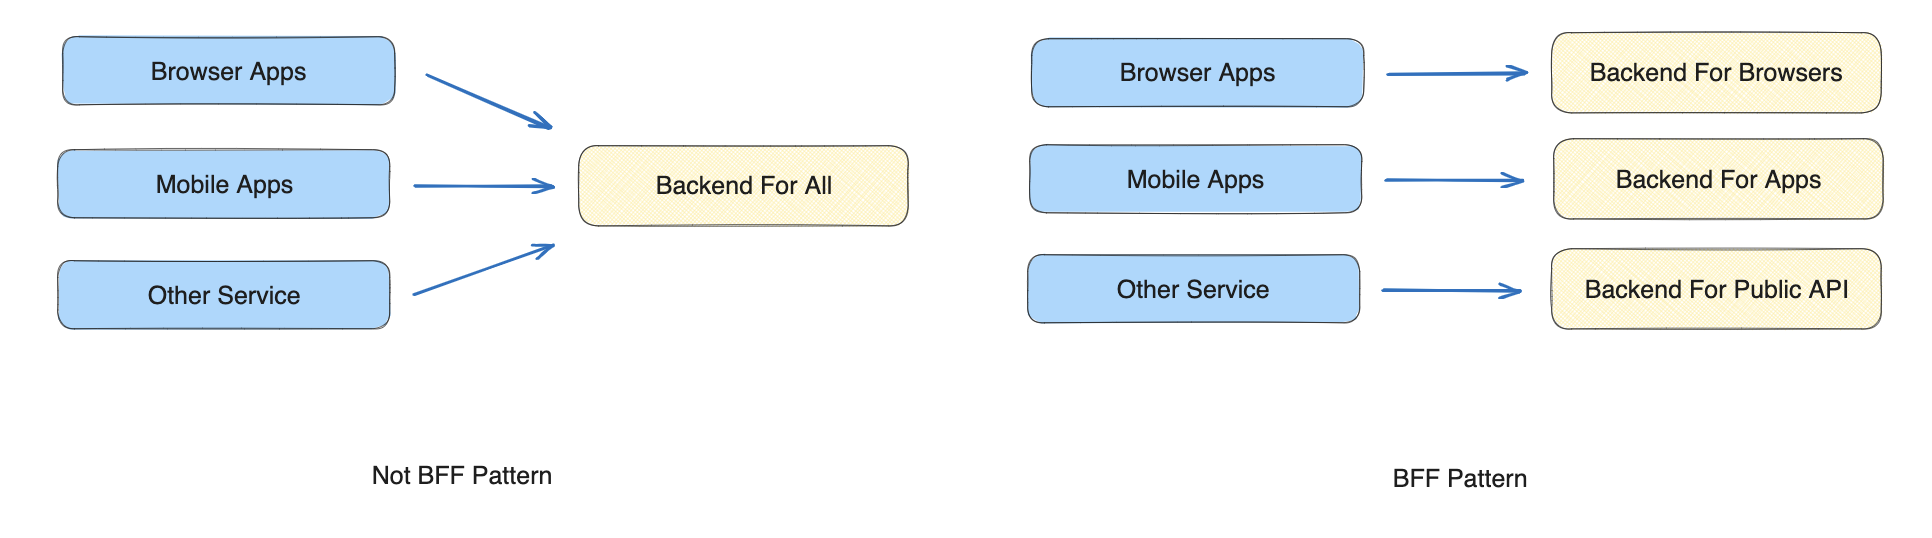 Browser Apps
Mobile Apps
Other Service
Backend For All
Not BFF Pattern
Browser Apps
Backend For Browsers
Mobile Apps
Backend For Apps
Other Service
Backend For Public API
BFF Pattern